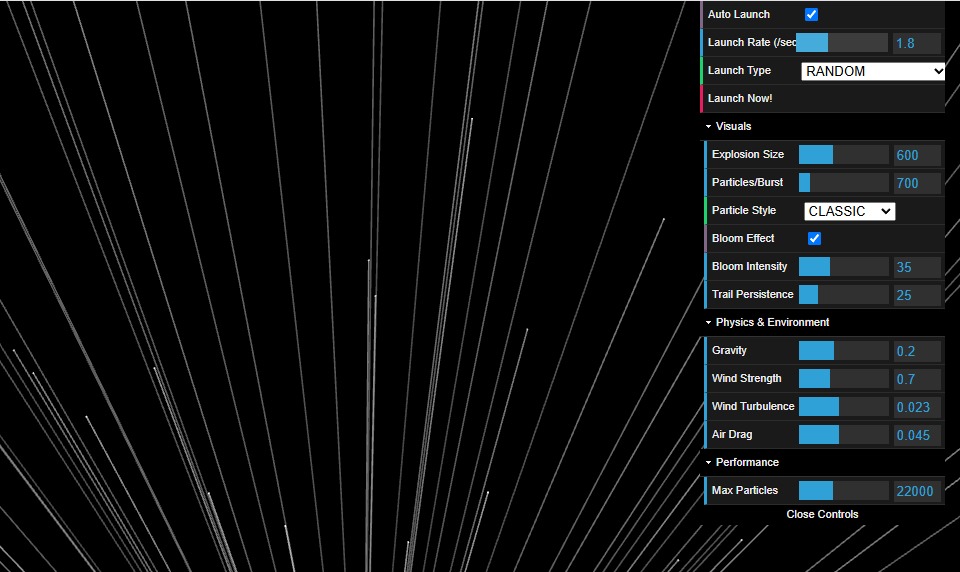 Auto Launch
Launch Rate (/sec 1.8
Launch Type RANDOM
Launch Now!
Visuals
Explosion Size 600
Particles/Burst 700
Particle Style CLASSIC
Bloom Effect
Bloom Intensity 35
Trail Persistence 25
Physics & Environment
Gravity 0.2
Wind Strength 0.7
Wind Turbulence 0.023
Air Drag 0.045
Performance
Max Particles 22000
Close Controls